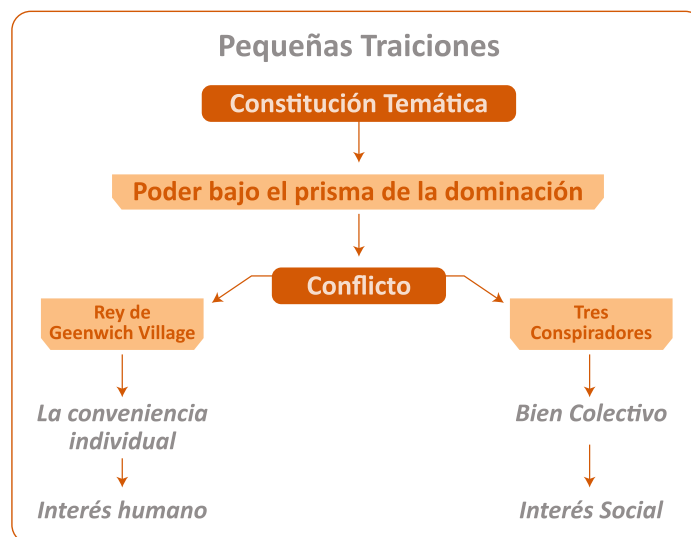 Pequeñas Traiciones
Constitución Temática
Poder bajo el prisma de la dominación
Conflicto
Rey de
Geenwich Village
Tres
Conspiradores
La conveniencia
individual
Bien Colectivo
Interés humano
Interés Social